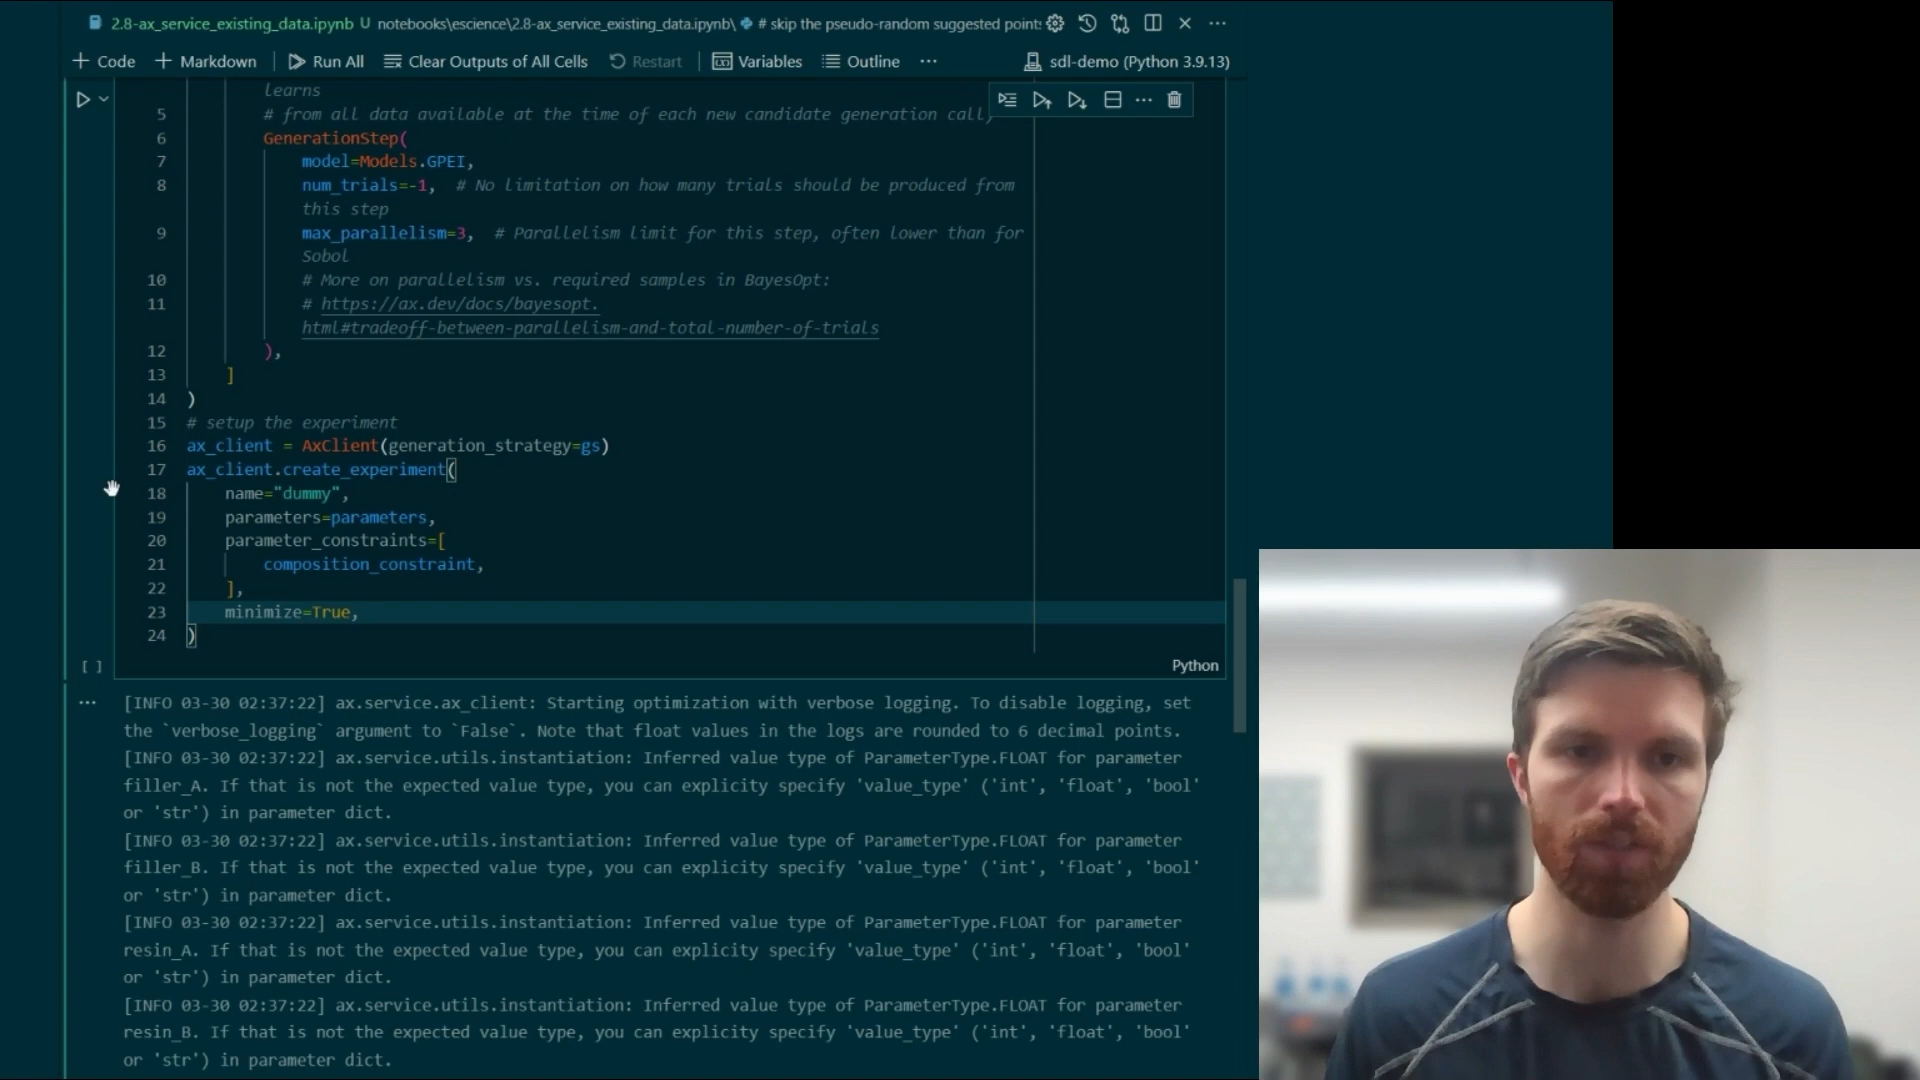 2.8-ax_service_existing_data.ipynb U notebooks\escience\2.8-ax_service_existing_data.ipynb\ # skip the pseudo-random suggested point
+ Code + Markdown Run All Clear Outputs of All Cells Restart Variables Outline ... sdl-demo (Python 3.9.13)
learns
5 # from all data available at the time of each new candidate generation call)
6 GenerationStep(
7 model=Models.GPEI,
8 num_trials=-1, # No limitation on how many trials should be produced from
this step
9 max_parallelism=3, # Parallelism limit for this step, often lower than for
Sobol
10 # More on parallelism vs. required samples in BayesOpt:
11 # https://ax.dev/docs/bayesopt.
html#tradeoff-between-parallelism-and-total-number-of-trials
12 ),
13 ]
14 )
15 # setup the experiment
16 ax_client = AxClient(generation_strategy=gs)
17 ax_client.create_experiment(
18 name="dummy",
19 parameters=parameters,
20 parameter_constraints=[
21 composition_constraint,
22 ],
23 minimize=True,
24 )
[ ] Python
[INFO 03-30 02:37:22] ax.service.ax_client: Starting optimization with verbose logging. To disable logging, set
the `verbose_logging` argument to `False`. Note that float values in the logs are rounded to 6 decimal points.
[INFO 03-30 02:37:22] ax.service.utils.instantiation: Inferred value type of ParameterType.FLOAT for parameter
filler_A. If that is not the expected value type, you can explicity specify 'value_type' ('int', 'float', 'bool'
or 'str') in parameter dict.
[INFO 03-30 02:37:22] ax.service.utils.instantiation: Inferred value type of ParameterType.FLOAT for parameter
filler_B. If that is not the expected value type, you can explicity specify 'value_type' ('int', 'float', 'bool'
or 'str') in parameter dict.
[INFO 03-30 02:37:22] ax.service.utils.instantiation: Inferred value type of ParameterType.FLOAT for parameter
resin_A. If that is not the expected value type, you can explicity specify 'value_type' ('int', 'float', 'bool'
or 'str') in parameter dict.
[INFO 03-30 02:37:22] ax.service.utils.instantiation: Inferred value type of ParameterType.FLOAT for parameter
resin_B. If that is not the expected value type, you can explicity specify 'value_type' ('int', 'float', 'bool'
or 'str') in parameter dict.